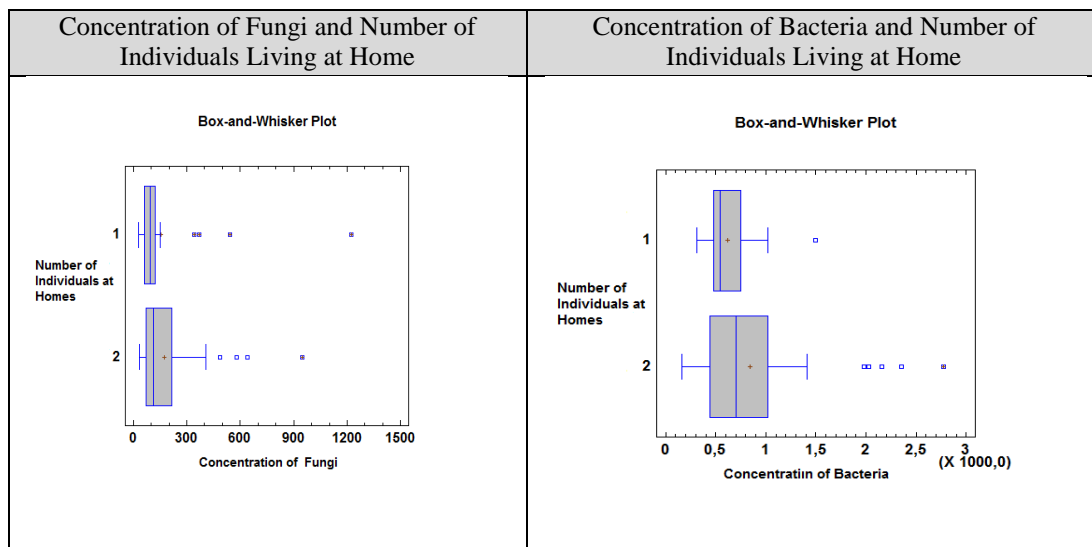 Concentration of Fungi and Number of
Individuals Living at Home
Concentration of Bacteria and Number of
Individuals Living at Home
Box-and-Whisker Plot
1
Number of
Individuals at
Homes
2
0 300 600 900 1200 1500
Concentration of Fungi
Box-and-Whisker Plot
1
Number of
Individuals at
Homes
2
0 0,5 1 1,5 2 2,5 3
(X 1000,0)
Concentratiın of Bacteria